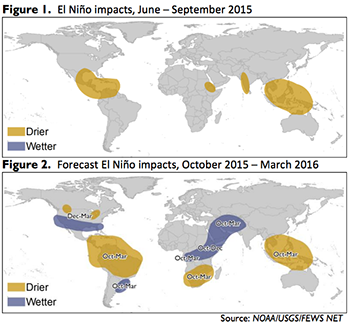 Figure 1. El Niño impacts, June – September 2015
Drier
Wetter
Figure 2. Forecast El Niño impacts, October 2015 – March 2016
Dec-Mar
Oct-Mar
Oct-Dec
Oct-Mar
Oct-Mar
Oct-Mar
Oct-Mar
Oct-Mar
Drier
Wetter
Source: NOAA/USGS/FEWS NET